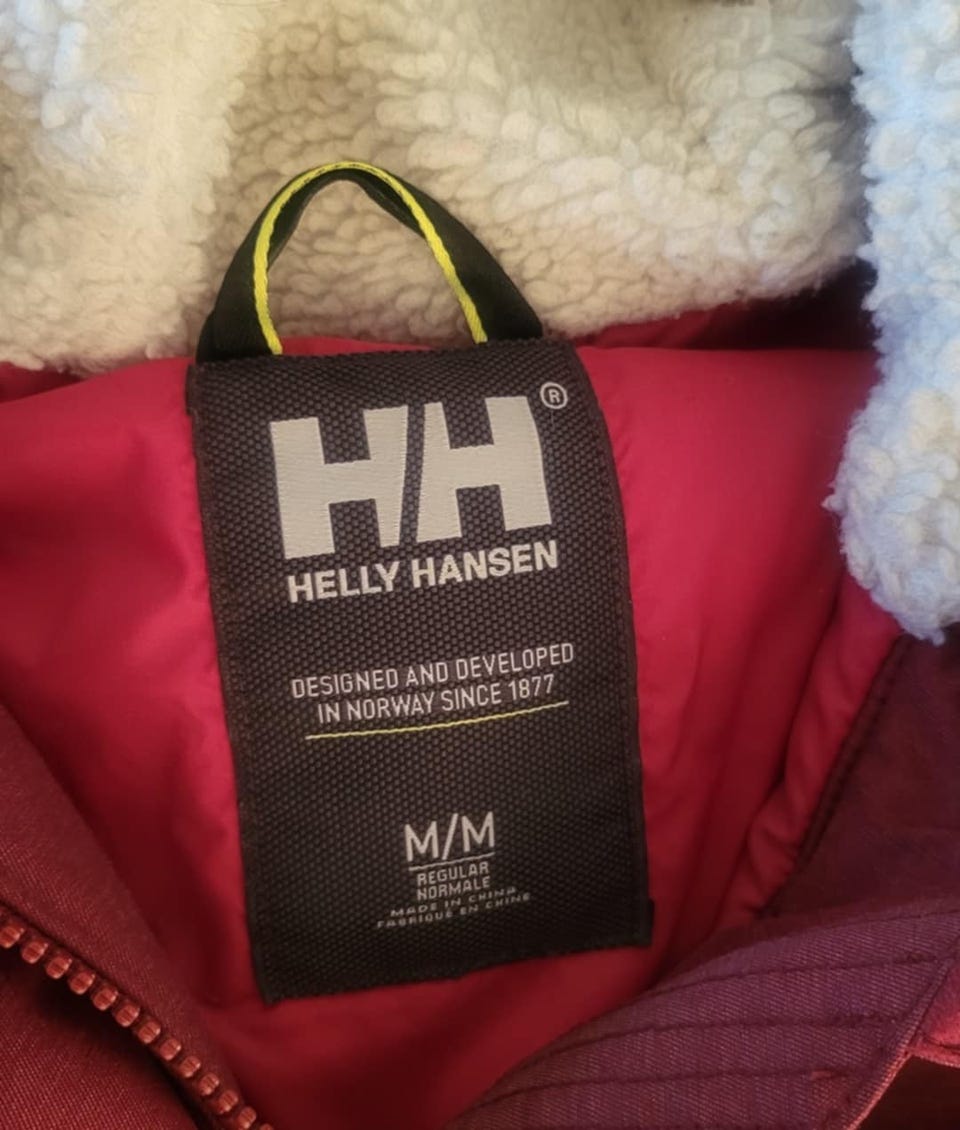 HH®
HELLY HANSEN
DESIGNED AND DEVELOPED
IN NORWAY SINCE 1877
M/M
REGULAR
NORMALE
MADE IN CHINA
FABRIQUÉ EN CHINE